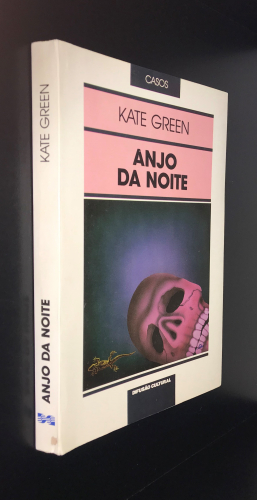 CASOS
KATE GREEN
ANJO
DA NOITE
DIFUSÃO CULTURAL
KATE GREEN
ANJO DA NOITE